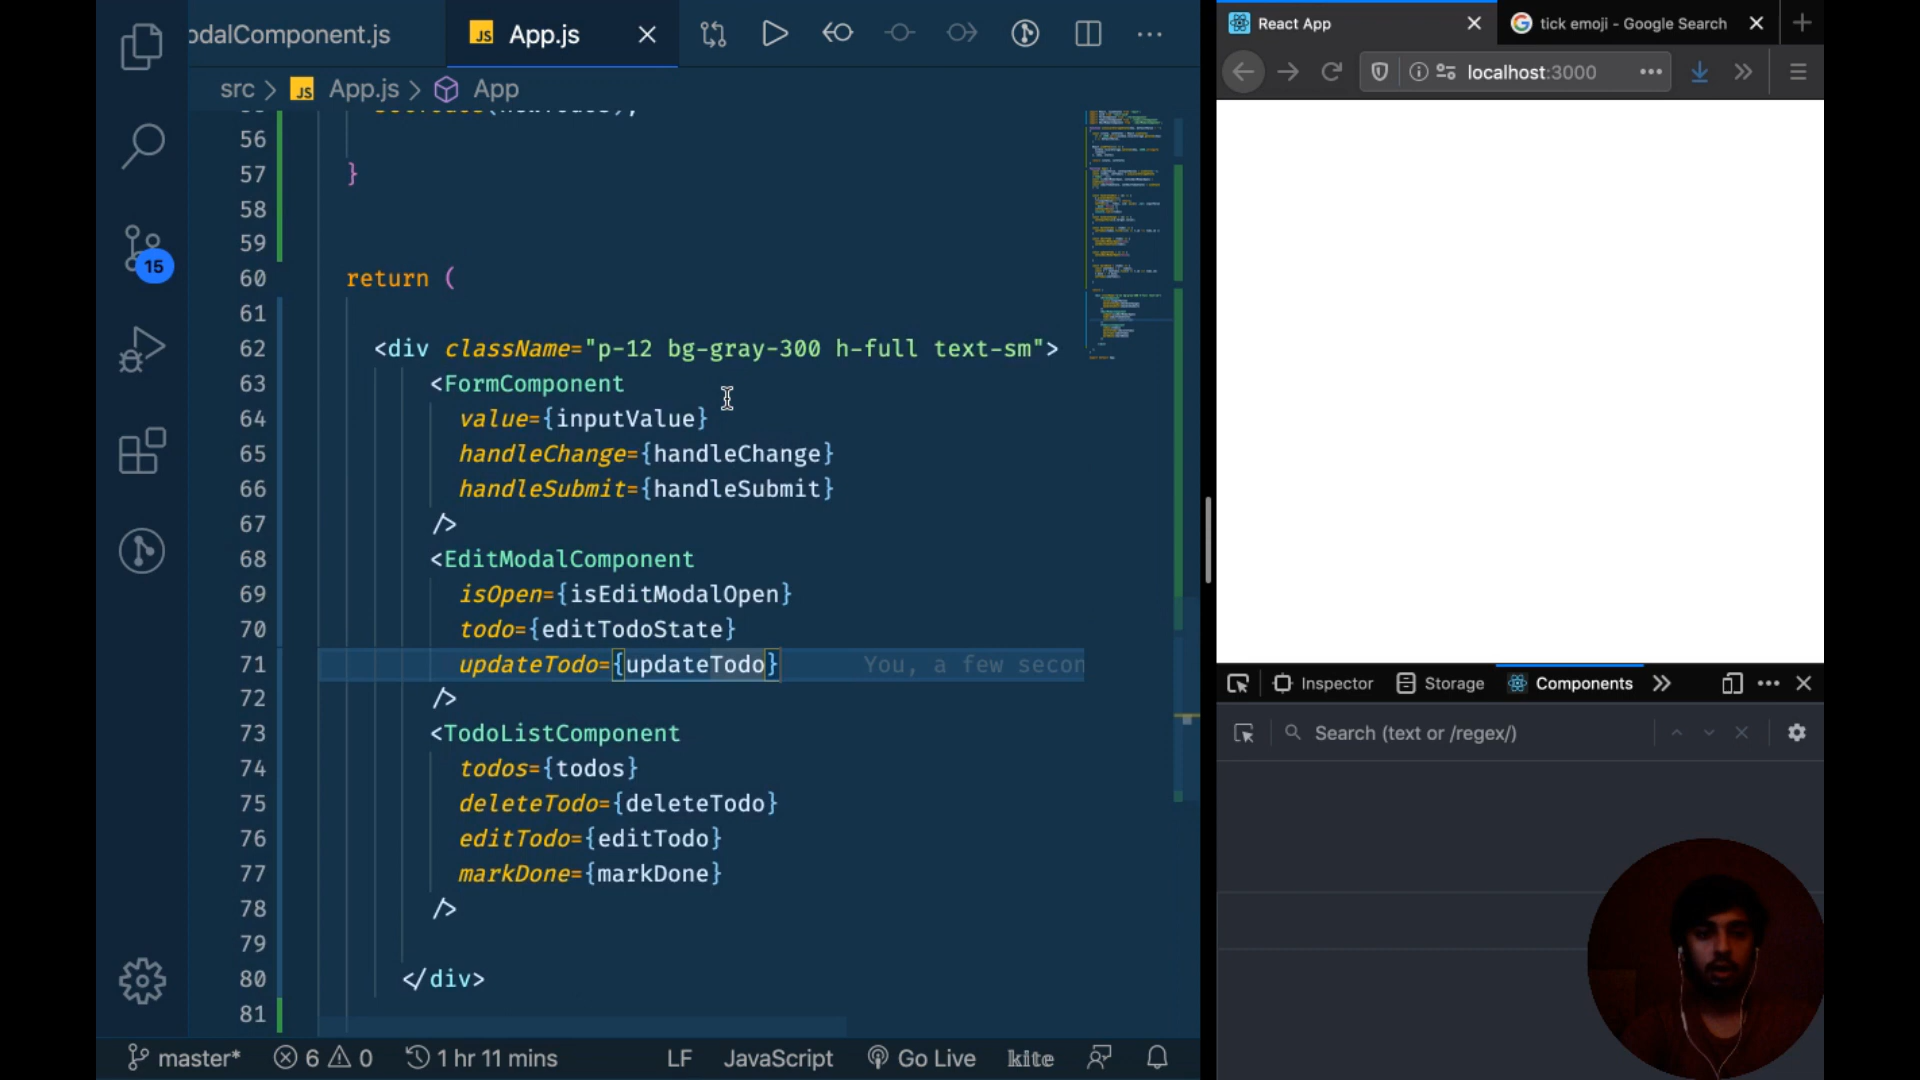 odalComponent.js
JS App.js
src > JS App.js > App
56
57 }
58
59
60 return (
61
62 <div className="p-12 bg-gray-300 h-full text-sm">
63 <FormComponent
64 value={inputValue}
65 handleChange={handleChange}
66 handleSubmit={handleSubmit}
67 />
68 <EditModalComponent
69 isOpen={isEditModalOpen}
70 todo={editTodoState}
71 updateTodo={updateTodo} You, a few secon
72 />
73 <TodoListComponent
74 todos={todos}
75 deleteTodo={deleteTodo}
76 editTodo={editTodo}
77 markDone={markDone}
78 />
79
80 </div>
81
15
master* 6 0 1 hr 11 mins LF JavaScript Go Live kite
React App
tick emoji - Google Search
localhost:3000
Inspector Storage Components
Search (text or /regex/)